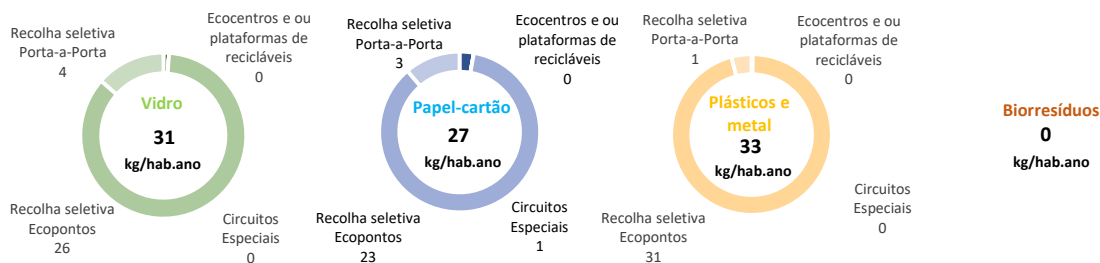 Recolha seletiva
Porta-a-Porta
4
Ecocentros e ou
plataformas de
recicláveis
0
Vidro
31
kg/hab.ano
Recolha seletiva
Ecopontos
26
Circuitos
Especiais
0
Recolha seletiva
Porta-a-Porta
3
Ecocentros e ou
plataformas de
recicláveis
0
Papel-cartão
27
kg/hab.ano
Recolha seletiva
Ecopontos
23
Circuitos
Especiais
1
Recolha seletiva
Porta-a-Porta
1
Ecocentros e ou
plataformas de
recicláveis
0
Plásticos e
metal
33
kg/hab.ano
Recolha seletiva
Ecopontos
31
Circuitos
Especiais
0
Biorresíduos
0
kg/hab.ano